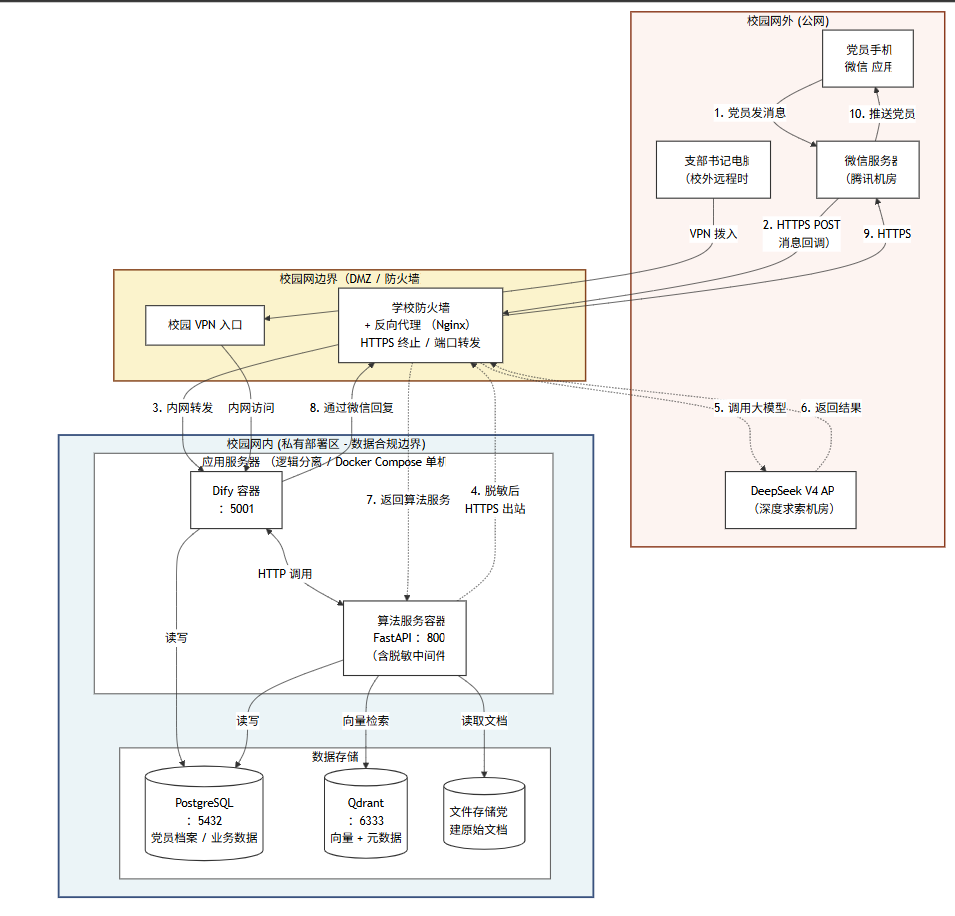 校园网外 (公网)
党员手机
微信 应用
1. 党员发消息
10. 推送党员
支部书记电脑
（校外远程时
微信服务器
（腾讯机房
VPN 拨入
2. HTTPS POST
消息回调）
9. HTTPS
校园网边界（DMZ / 防火墙
校园 VPN 入口
学校防火墙
+ 反向代理 （Nginx）
HTTPS 终止 / 端口转发
3. 内网转发
内网访问
8. 通过微信回复
5. 调用大模型
6. 返回结果
校园网内 (私有部署区 - 数据合规边界)
应用服务器 （逻辑分离 / Docker Compose 单机
Dify 容器
：5001
7. 返回算法服务
4. 脱敏后
HTTPS 出站
DeepSeek V4 AP
（深度求索机房）
HTTP 调用
算法服务容器
FastAPI ：800
（含脱敏中间件
读写
读写
向量检索
读取文档
数据存储
PostgreSQL
：5432
党员档案 / 业务数据
Qdrant
：6333
向量 + 元数据
文件存储党
建原始文档